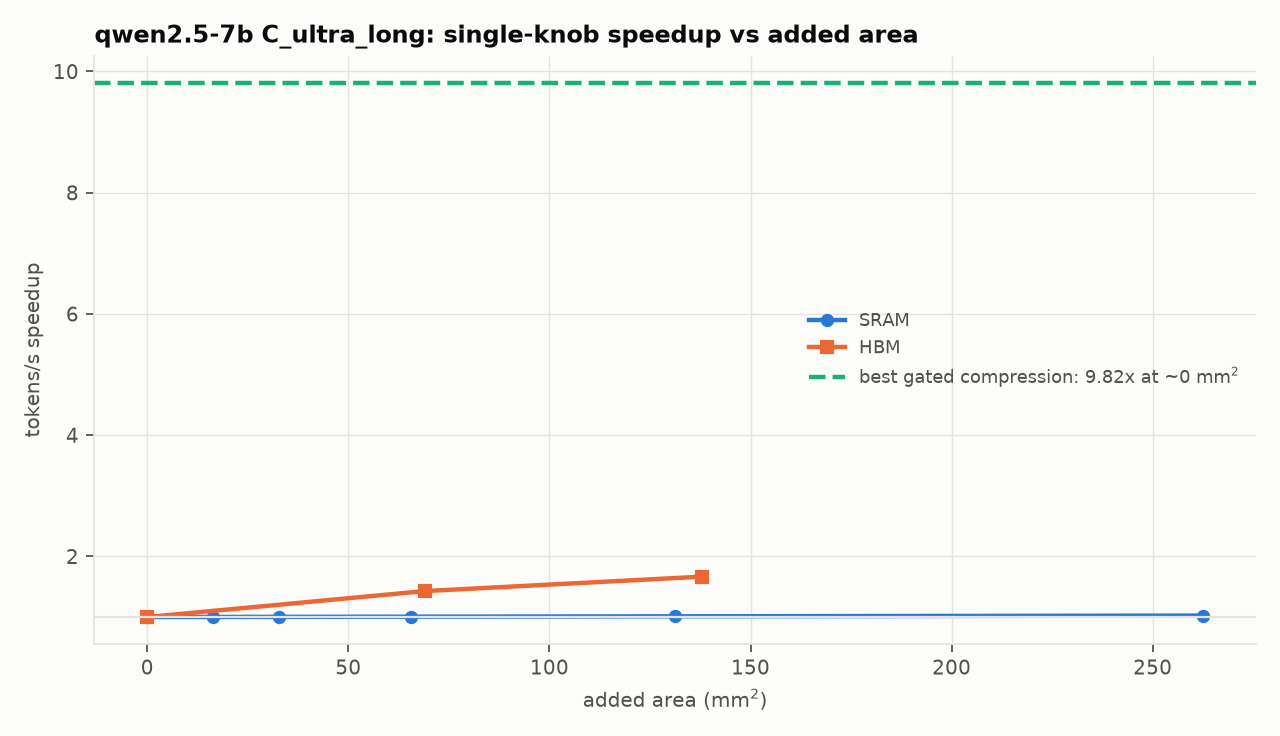 qwen2.5-7b C_ultra_long: single-knob speedup vs added area
tokens/s speedup
10
8
6
4
2
SRAM
HBM
best gated compression: 9.82x at ~0 mm²
0
50
100
150
200
250
added area (mm²)